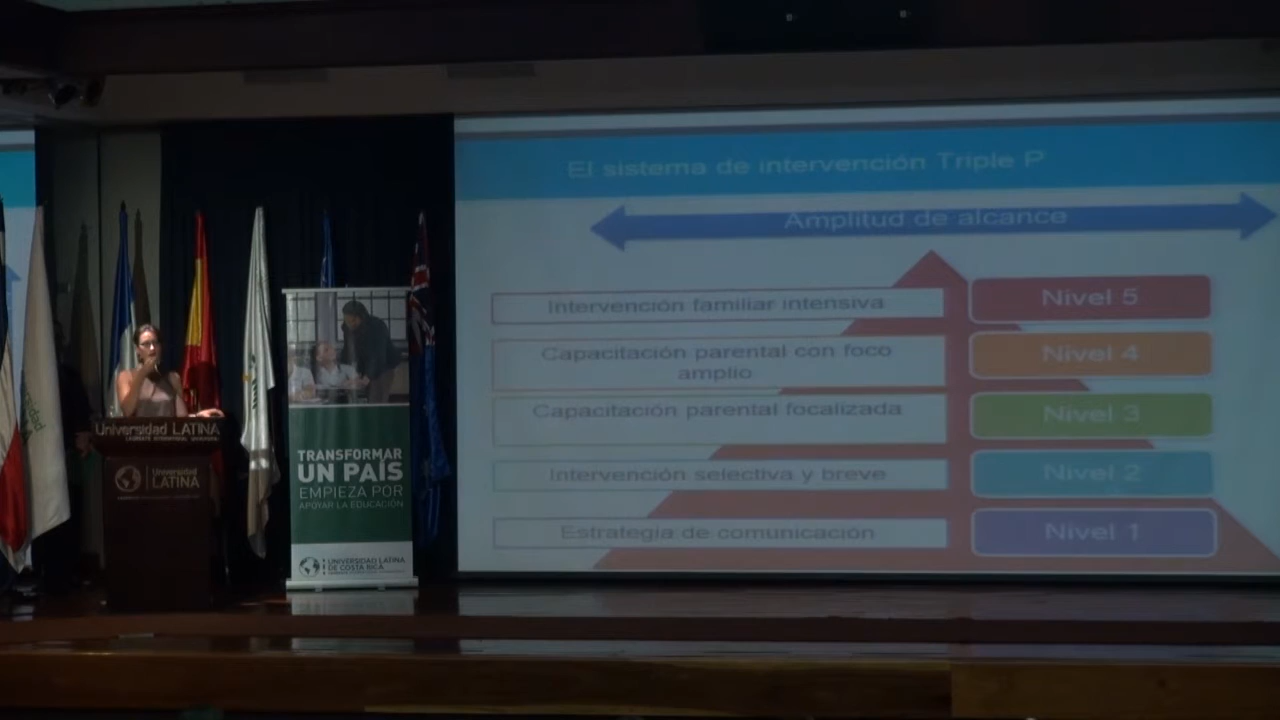 El sistema de intervención Triple P
Amplitud de alcance
Intervención familiar intensiva
Nivel 5
Capacitación parental con foco
amplio
Nivel 4
Capacitación parental focalizada
Nivel 3
Intervención selectiva y breve
Nivel 2
Estrategia de comunicación
Nivel 1
Universidad LATINA
Universidad
LATINA
TRANSFORMAR
UN PAÍS
EMPIEZA POR
APOYAR LA EDUCACIÓN
UNIVERSIDAD LATINA
DE COSTA RICA